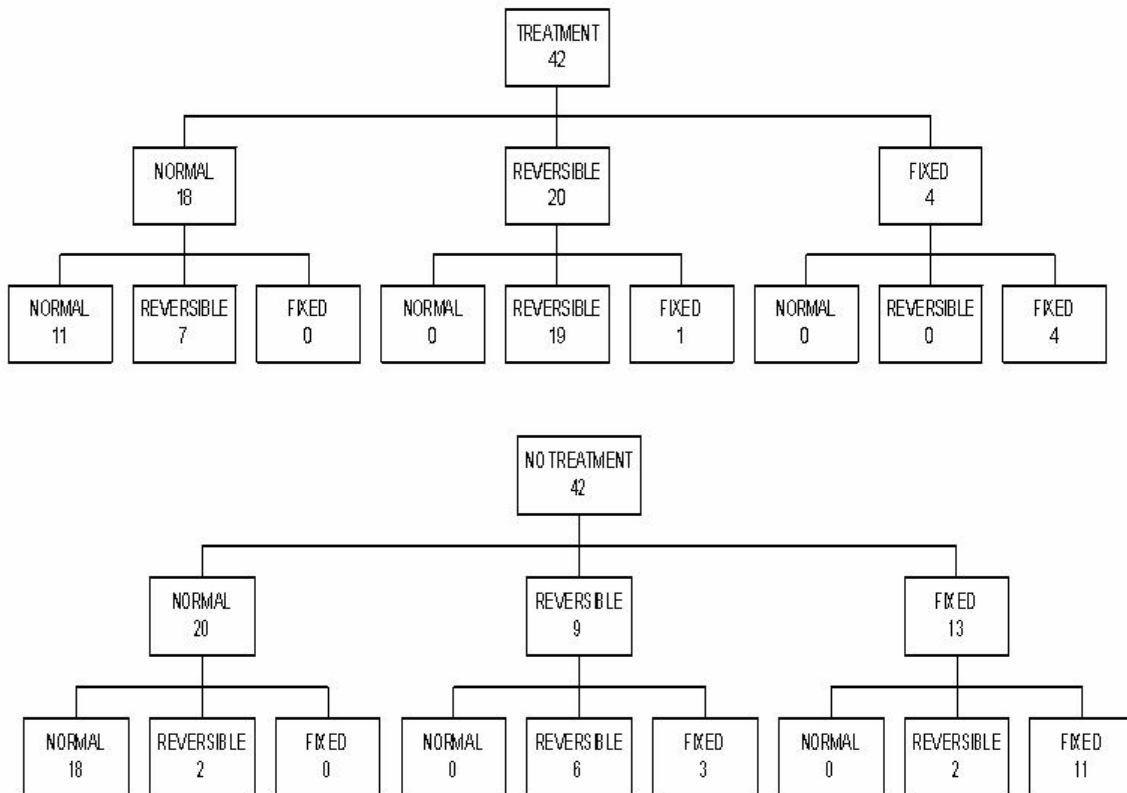 TREATMENT
42
NORMAL
18
REVERSIBLE
20
FIXED
4
NORMAL
11
REVERSIBLE
7
FIXED
0
NORMAL
0
REVERSIBLE
19
FIXED
1
NORMAL
0
REVERSIBLE
0
FIXED
4
NO TREATMENT
42
NORMAL
20
REVERSIBLE
9
FIXED
13
NORMAL
18
REVERSIBLE
2
FIXED
0
NORMAL
0
REVERSIBLE
6
FIXED
3
NORMAL
0
REVERSIBLE
2
FIXED
11